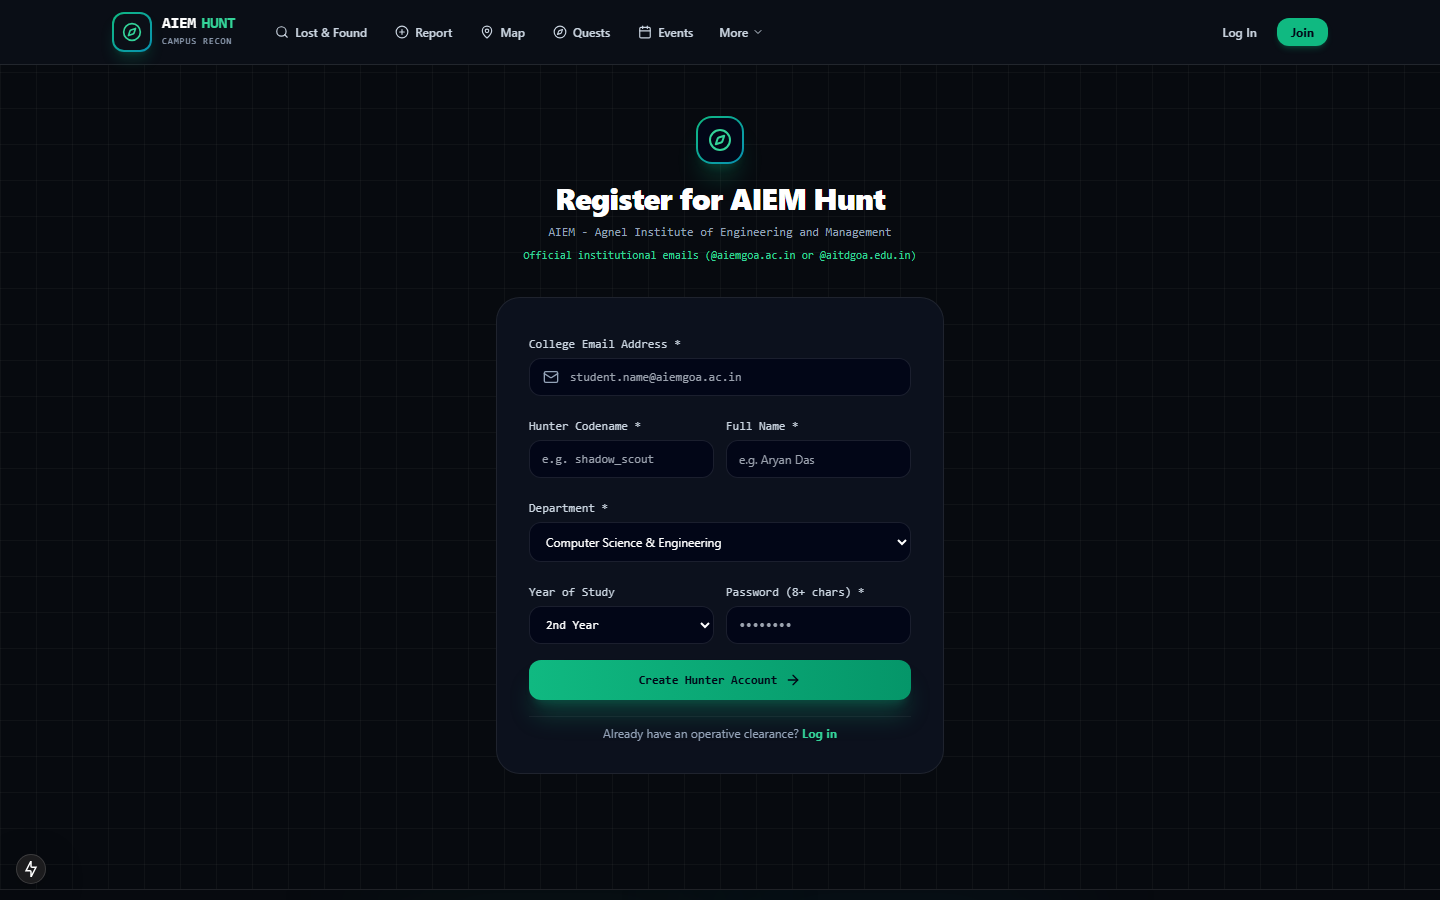 AIEM HUNT
CAMPUS RECON
Lost & Found
Report
Map
Quests
Events
More
Log In
Join
Register for AIEM Hunt
AIEM - Agnel Institute of Engineering and Management
Official institutional emails (@aiemgoa.ac.in or @aitdgoa.edu.in)
College Email Address *
student.name@aiemgoa.ac.in
Hunter Codename *
Full Name *
e.g. shadow_scout
e.g. Aryan Das
Department *
Computer Science & Engineering
Year of Study
Password (8+ chars) *
2nd Year
••••••••
Create Hunter Account
Already have an operative clearance? Log in